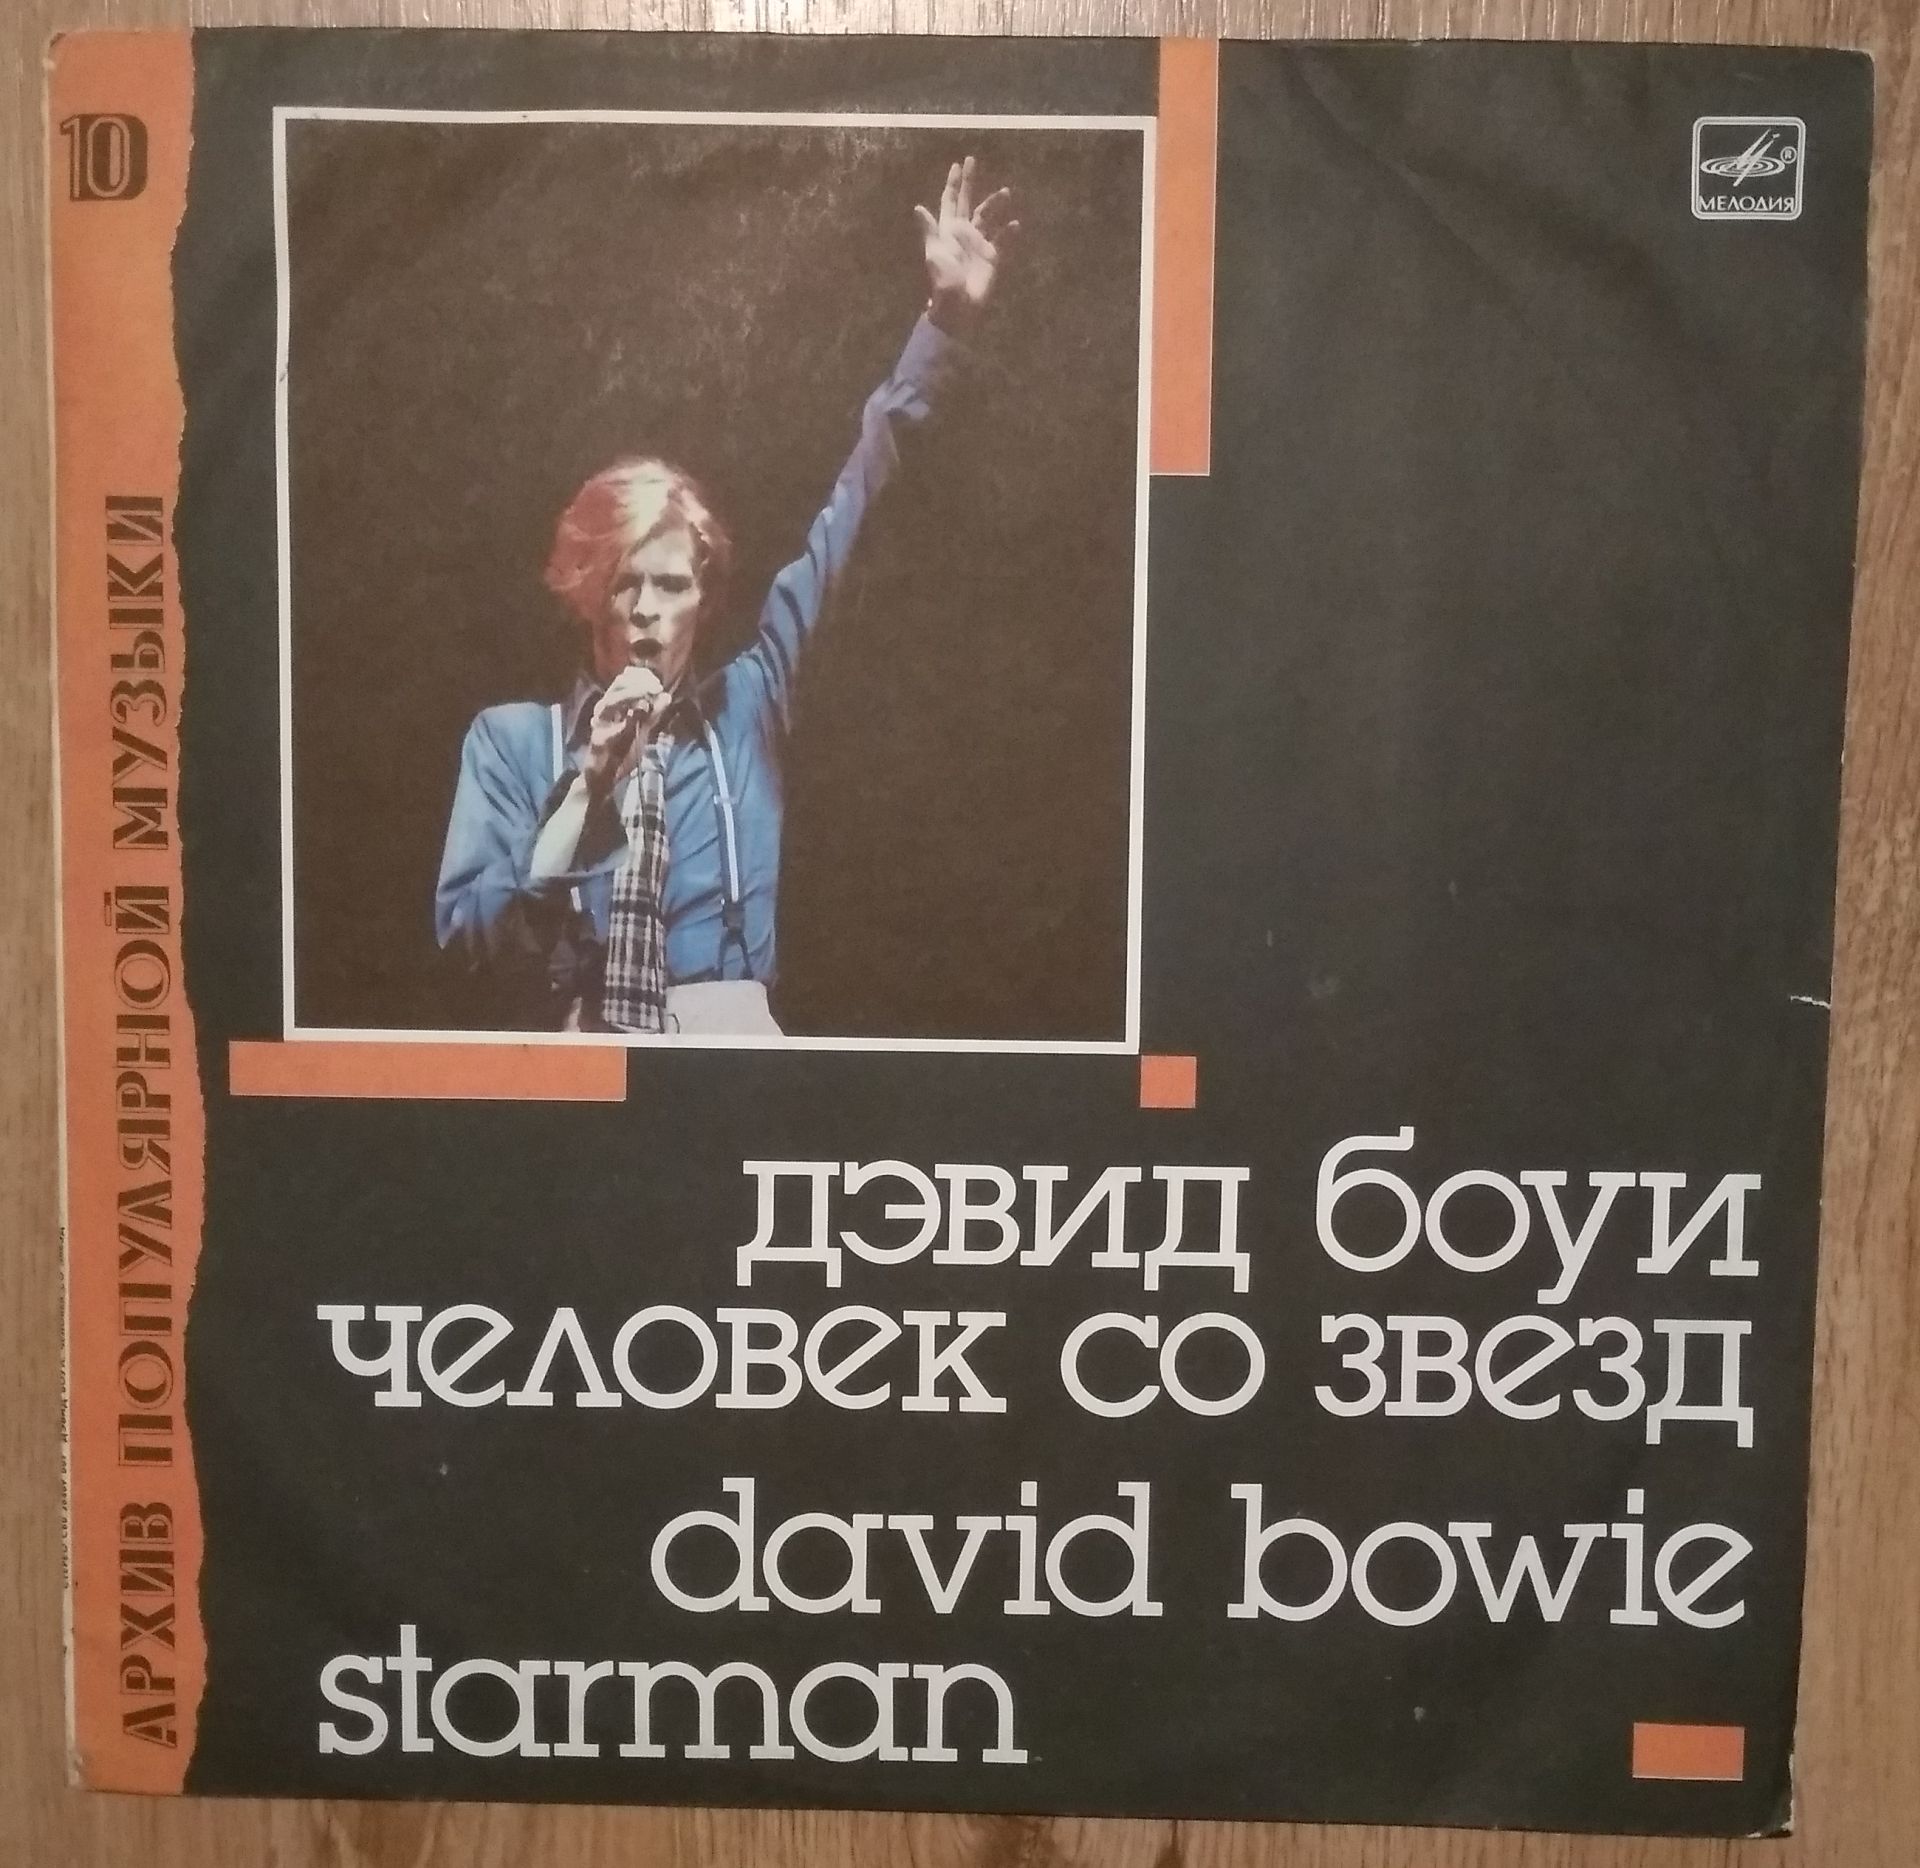 10
АРХИВ ПОПУЛЯРНОЙ МУЗЫКИ
МЕЛОДИЯ
дэвид боуи
человек со звезд
david bowie
starman